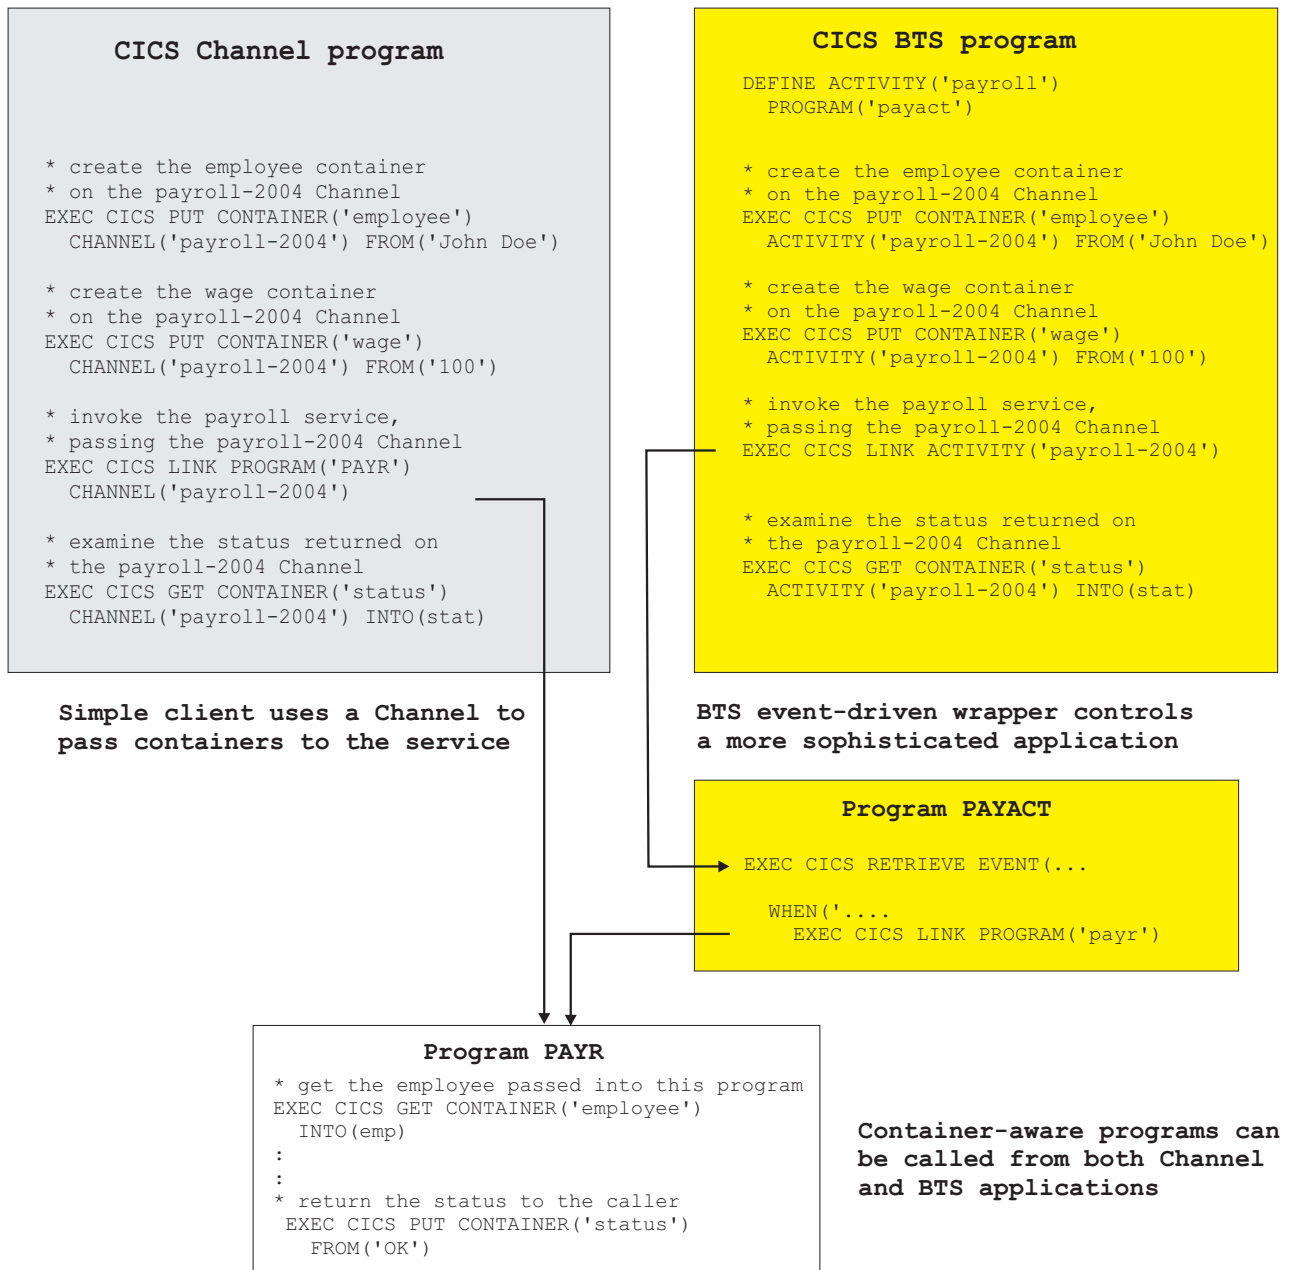 CICS Channel program
* create the employee container
* on the payroll-2004 Channel
EXEC CICS PUT CONTAINER('employee')
CHANNEL('payroll-2004') FROM('John Doe')
* create the wage container
* on the payroll-2004 Channel
EXEC CICS PUT CONTAINER('wage')
CHANNEL('payroll-2004') FROM('100')
* invoke the payroll service,
* passing the payroll-2004 Channel
EXEC CICS LINK PROGRAM('PAYR')
CHANNEL('payroll-2004')
* examine the status returned on
* the payroll-2004 Channel
EXEC CICS GET CONTAINER('status')
CHANNEL('payroll-2004') INTO(stat)
Simple client uses a Channel to
pass containers to the service
CICS BTS program
DEFINE ACTIVITY('payroll')
PROGRAM('payact')
* create the employee container
* on the payroll-2004 Channel
EXEC CICS PUT CONTAINER('employee')
ACTIVITY('payroll-2004') FROM('John Doe')
* create the wage container
* on the payroll-2004 Channel
EXEC CICS PUT CONTAINER('wage')
ACTIVITY('payroll-2004') FROM('100')
* invoke the payroll service,
* passing the payroll-2004 Channel
EXEC CICS LINK ACTIVITY('payroll-2004')
* examine the status returned on
* the payroll-2004 Channel
EXEC CICS GET CONTAINER('status')
ACTIVITY('payroll-2004') INTO(stat)
BTS event-driven wrapper controls
a more sophisticated application
Program PAYACT
EXEC CICS RETRIEVE EVENT(...
WHEN('....
EXEC CICS LINK PROGRAM('payr')
Program PAYR
* get the employee passed into this program
EXEC CICS GET CONTAINER('employee')
INTO(emp)
:
:
* return the status to the caller
EXEC CICS PUT CONTAINER('status')
FROM('OK')
Container-aware programs can
be called from both Channel
and BTS applications